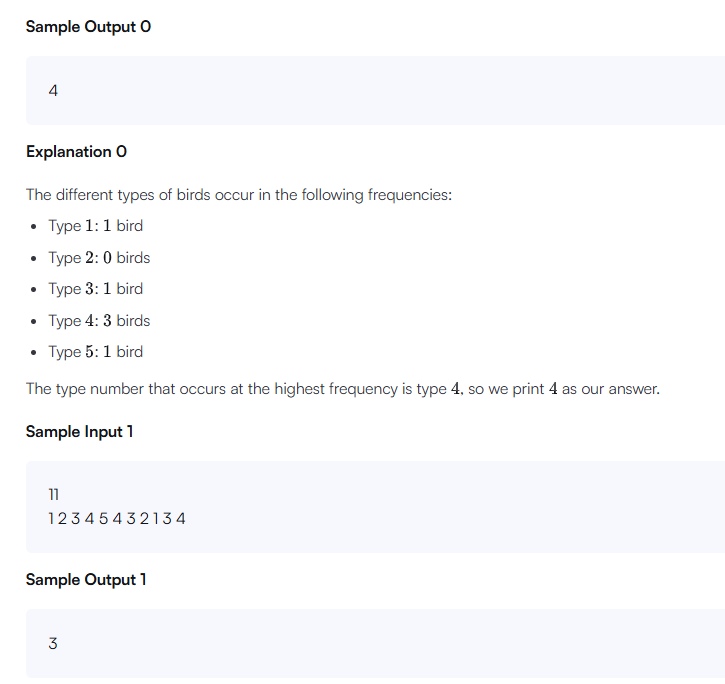 Sample Output 0
4
Explanation 0
The different types of birds occur in the following frequencies:
Type 1: 1 bird
Type 2: 0 birds
Type 3: 1 bird
Type 4: 3 birds
Type 5: 1 bird
The type number that occurs at the highest frequency is type 4, so we print 4 as our answer.
Sample Input 1
11
1 2 3 4 5 4 3 2 1 3 4
Sample Output 1
3